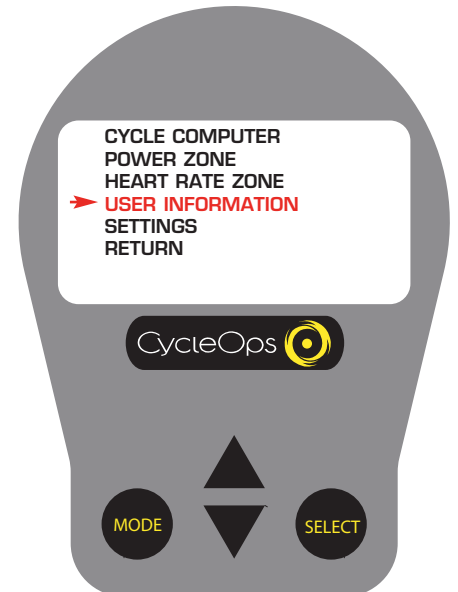 CYCLE COMPUTER
POWER ZONE
HEART RATE ZONE
USER INFORMATION
SETTINGS
RETURN
CycleOps
MODE
SELECT